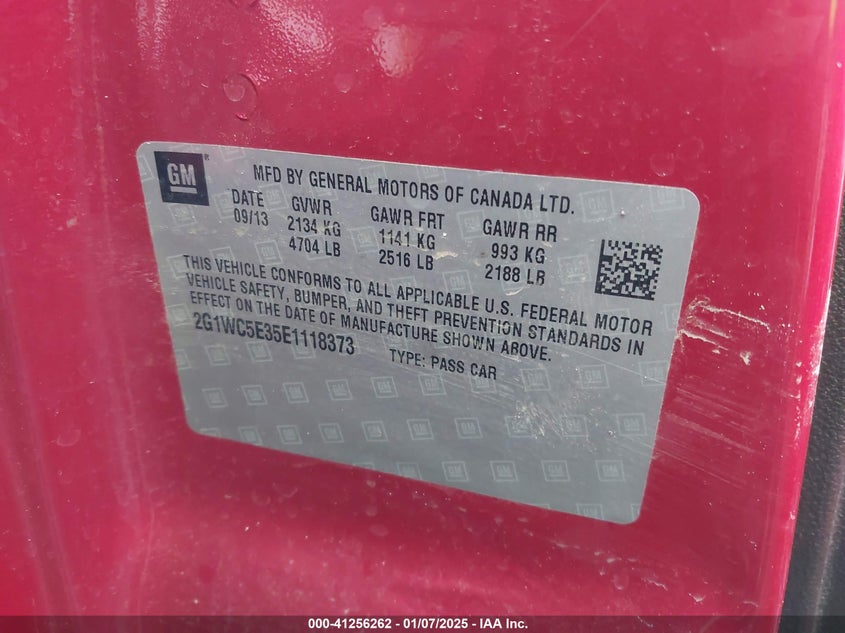 GM
MFD BY GENERAL MOTORS OF CANADA LTD.
DATE GVWR GAWR FRT GAWR RR
09/13 2134 KG 1141 KG 993 KG
4704 LB 2516 LB 2188 LB
THIS VEHICLE CONFORMS TO ALL APPLICABLE U.S. FEDERAL MOTOR
VEHICLE SAFETY, BUMPER, AND THEFT PREVENTION STANDARDS IN
EFFECT ON THE DATE OF MANUFACTURE SHOWN ABOVE.
2G1WC5E35E1118373 TYPE: PASS CAR
000-41256262 - 01/07/2025 - IAA Inc.